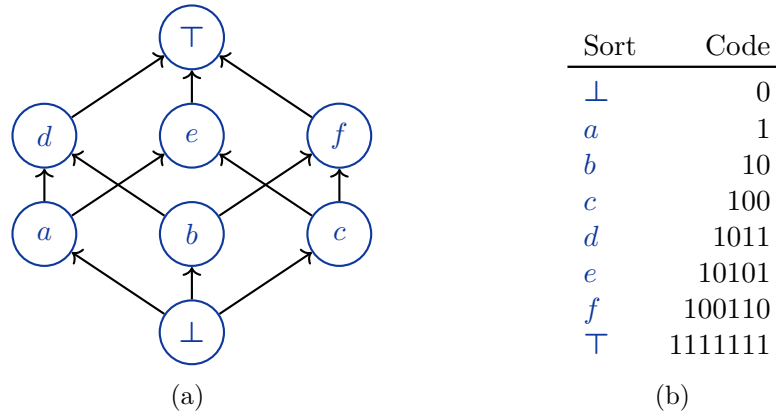 ⊤
d e f
a b c
⊥
(a)
Sort Code
⊥ 0
a 1
b 10
c 100
d 1011
e 10101
f 100110
⊤ 1111111
(b)